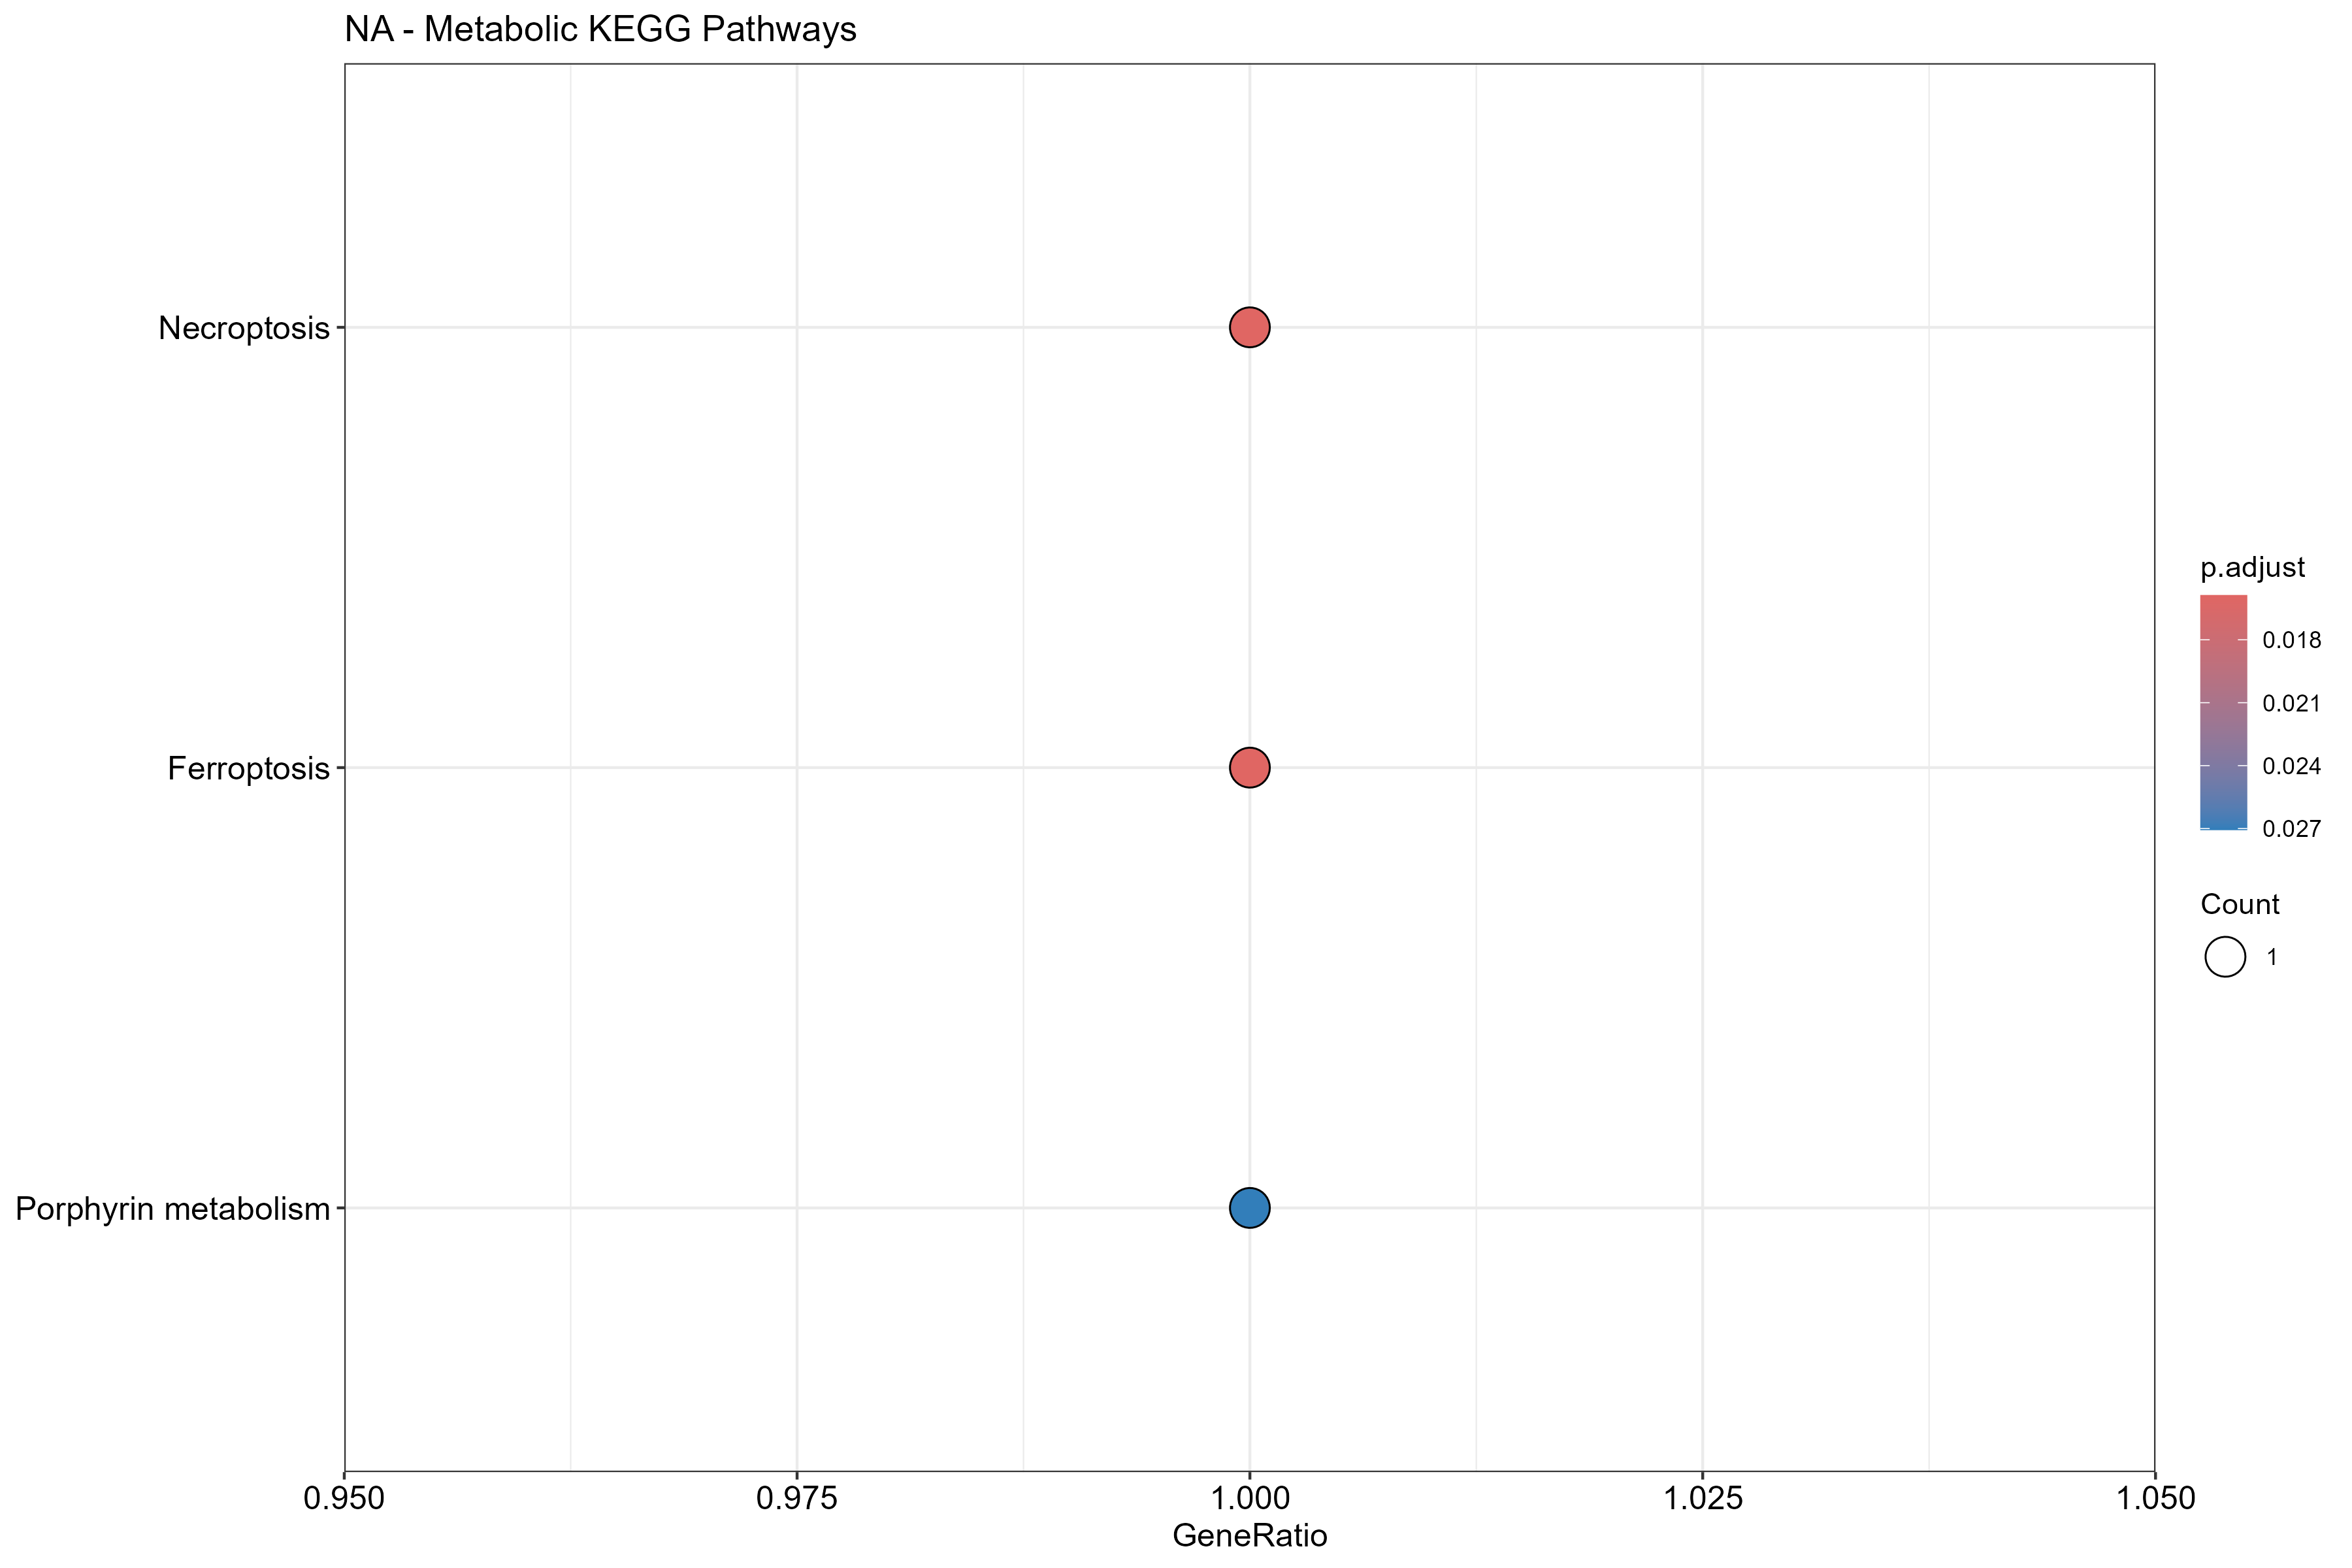 NA - Metabolic KEGG Pathways
Necroptosis
Ferroptosis
Porphyrin metabolism
0.950
0.975
1.000
1.025
1.050
GeneRatio
p.adjust
0.018
0.021
0.024
0.027
Count
1